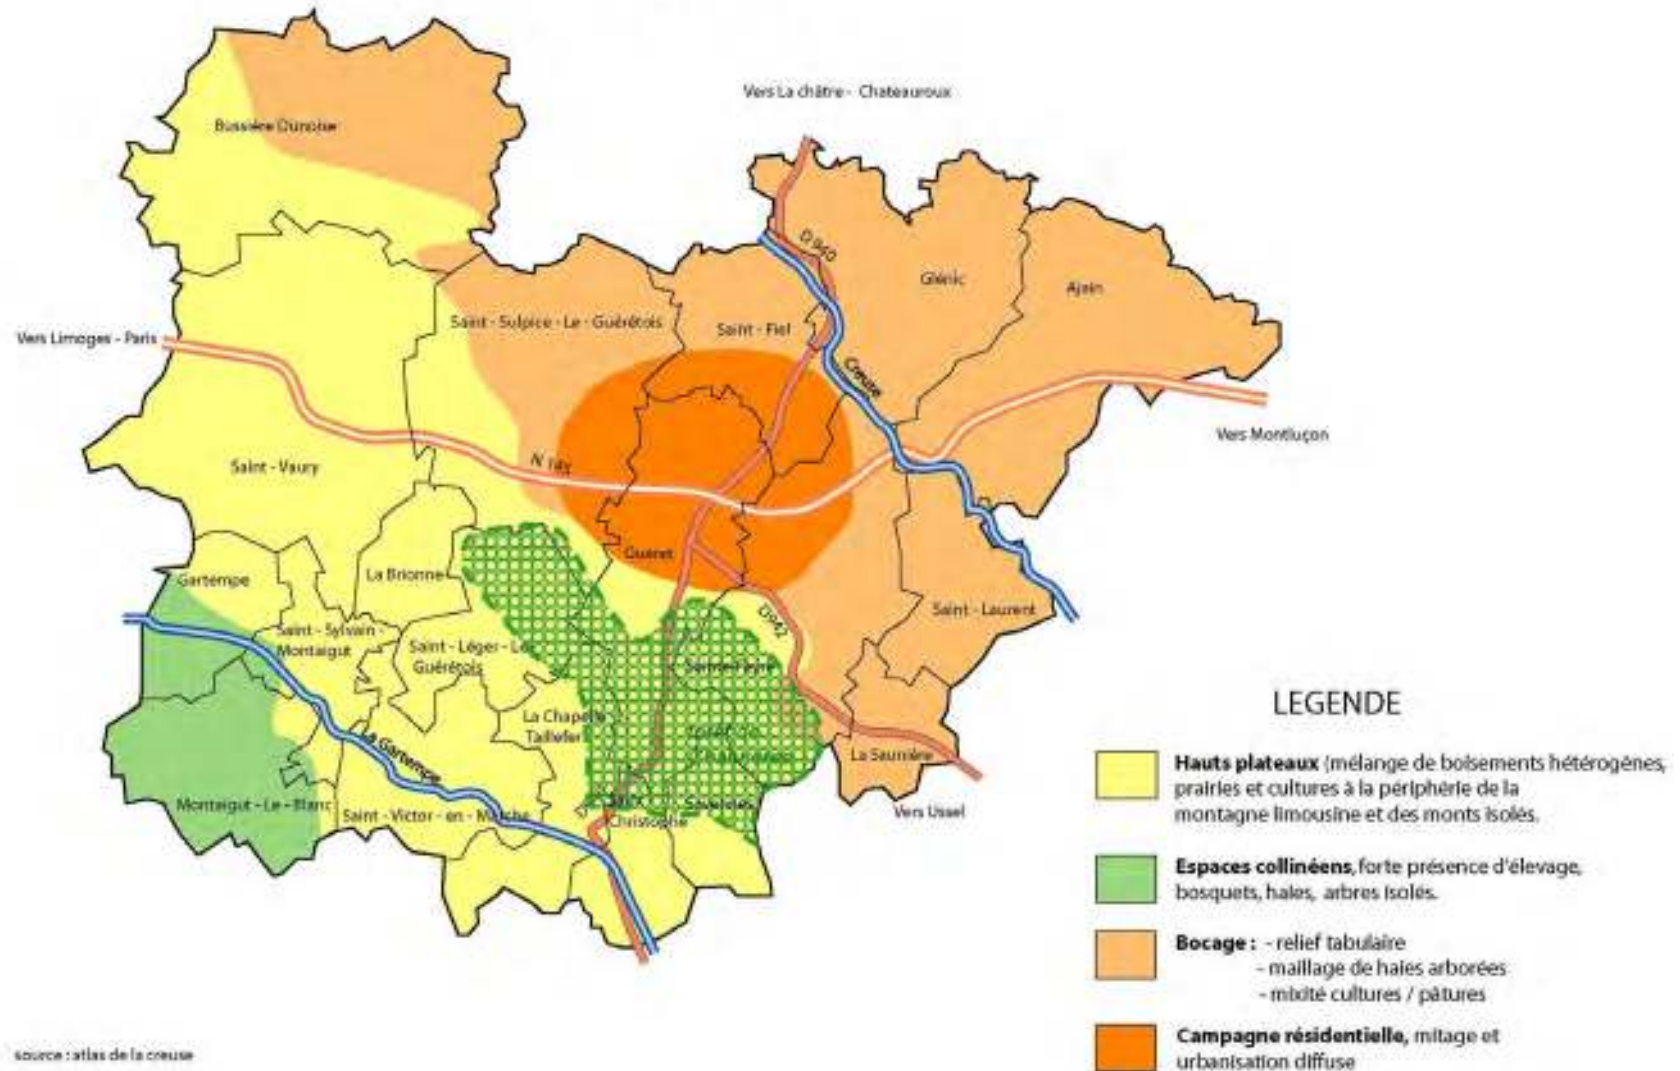 Vers La châtre - Chateauroux
Bussière Dunoise
D 940
Glénic
Ajain
Saint - Sulpice - Le - Guérétois
Saint - Fiel
Vers Limoges - Paris
Creuse
Vers Montluçon
Saint - Vaury
N 145
Guéret
Gartempe
La Brionne
Saint - Laurent
D942
Saint - Sylvain -
Montaigut
Saint - Léger - Le
Guérétois
Sainte-Feyre
La Chapelle
Taillefer
La Saunière
La Gartempe
Montaigut - Le - Blanc
Saint - Victor - en - Marche
Christophe
Savennes
Vers Ussel
LEGENDE
Hauts plateaux (mélange de boisements hétérogènes,
prairies et cultures à la périphérie de la
montagne limousine et des monts isolés.
Espaces collinéens, forte présence d'élevage,
bosquets, haies, arbres isolés.
Bocage : - relief tabulaire
- maillage de haies arborées
- mixité cultures / pâtures
Campagne résidentielle, mitage et
urbanisation diffuse
source : atlas de la creuse